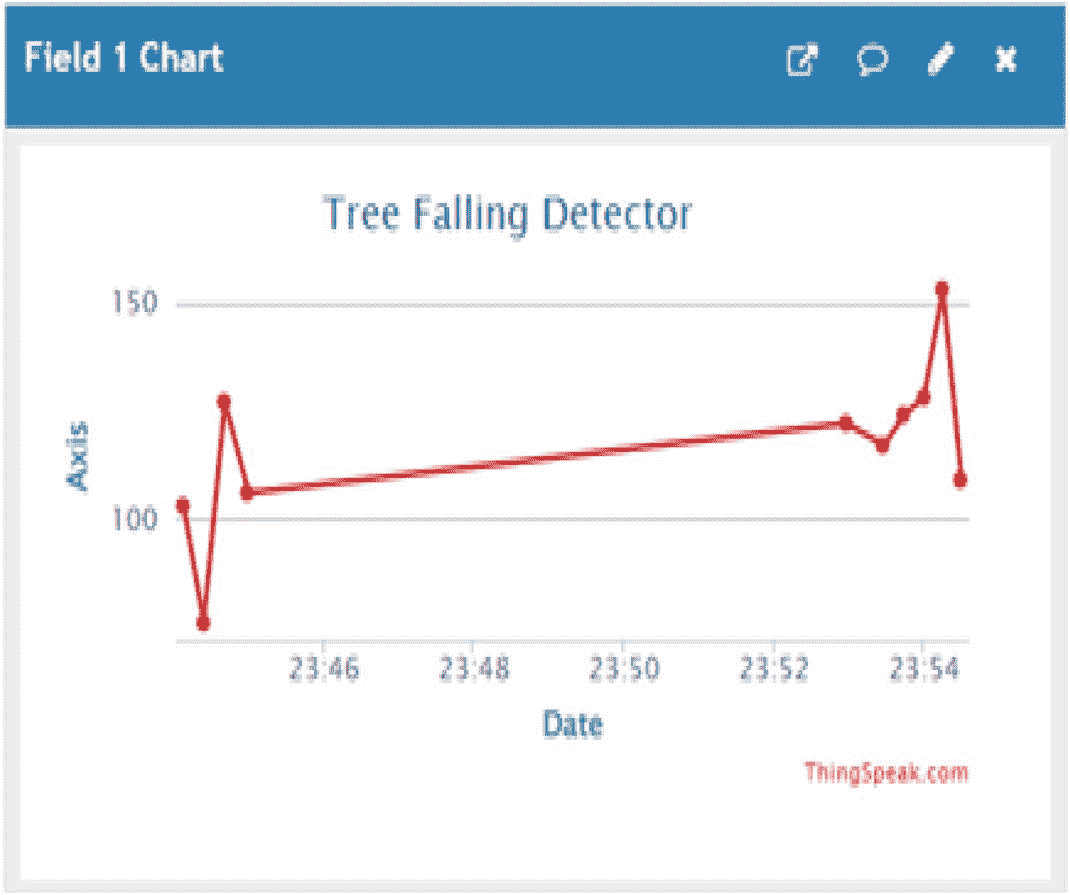 Field 1 Chart
Tree Falling Detector
150
100
Axis
23:46 23:48 23:50 23:52 23:54
Date
ThingSpeak.com